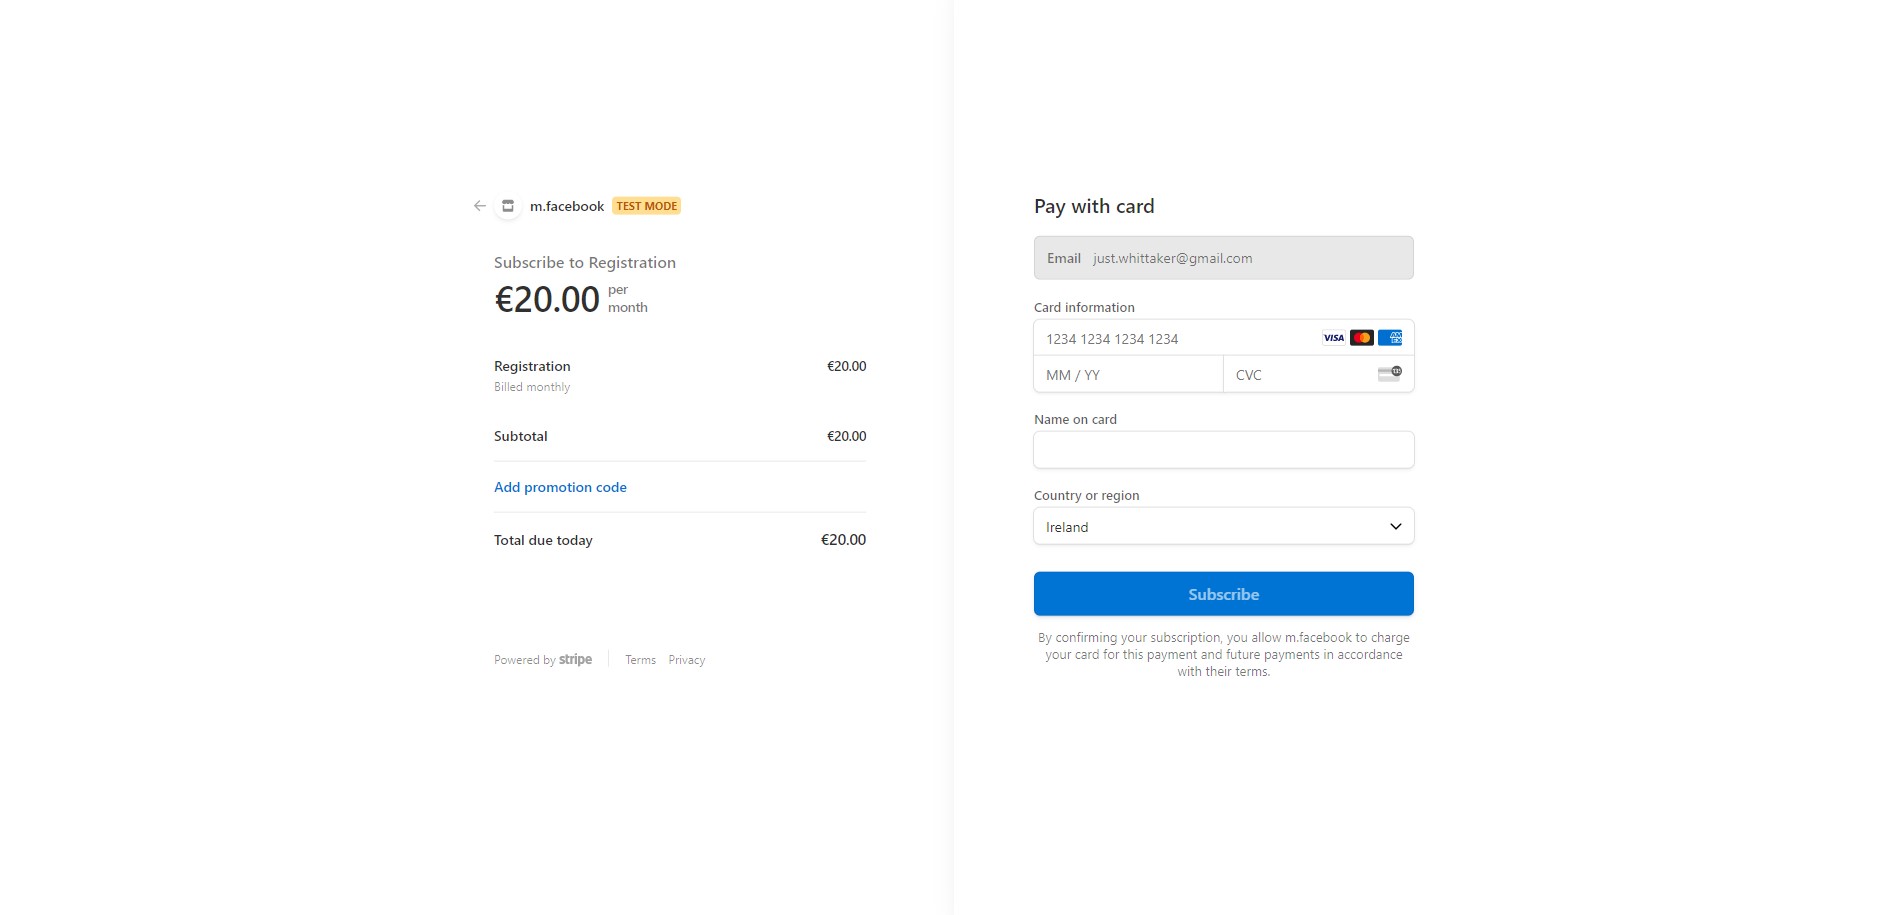 m.facebook TEST MODE
Subscribe to Registration
€20.00 per
month
Registration €20.00
Billed monthly
Subtotal €20.00
Add promotion code
Total due today €20.00
Powered by stripe Terms Privacy
Pay with card
Email just.whittaker@gmail.com
Card information
1234 1234 1234 1234 VISA AMEX
MM / YY CVC 135
Name on card
Country or region
Ireland
Subscribe
By confirming your subscription, you allow m.facebook to charge
your card for this payment and future payments in accordance
with their terms.